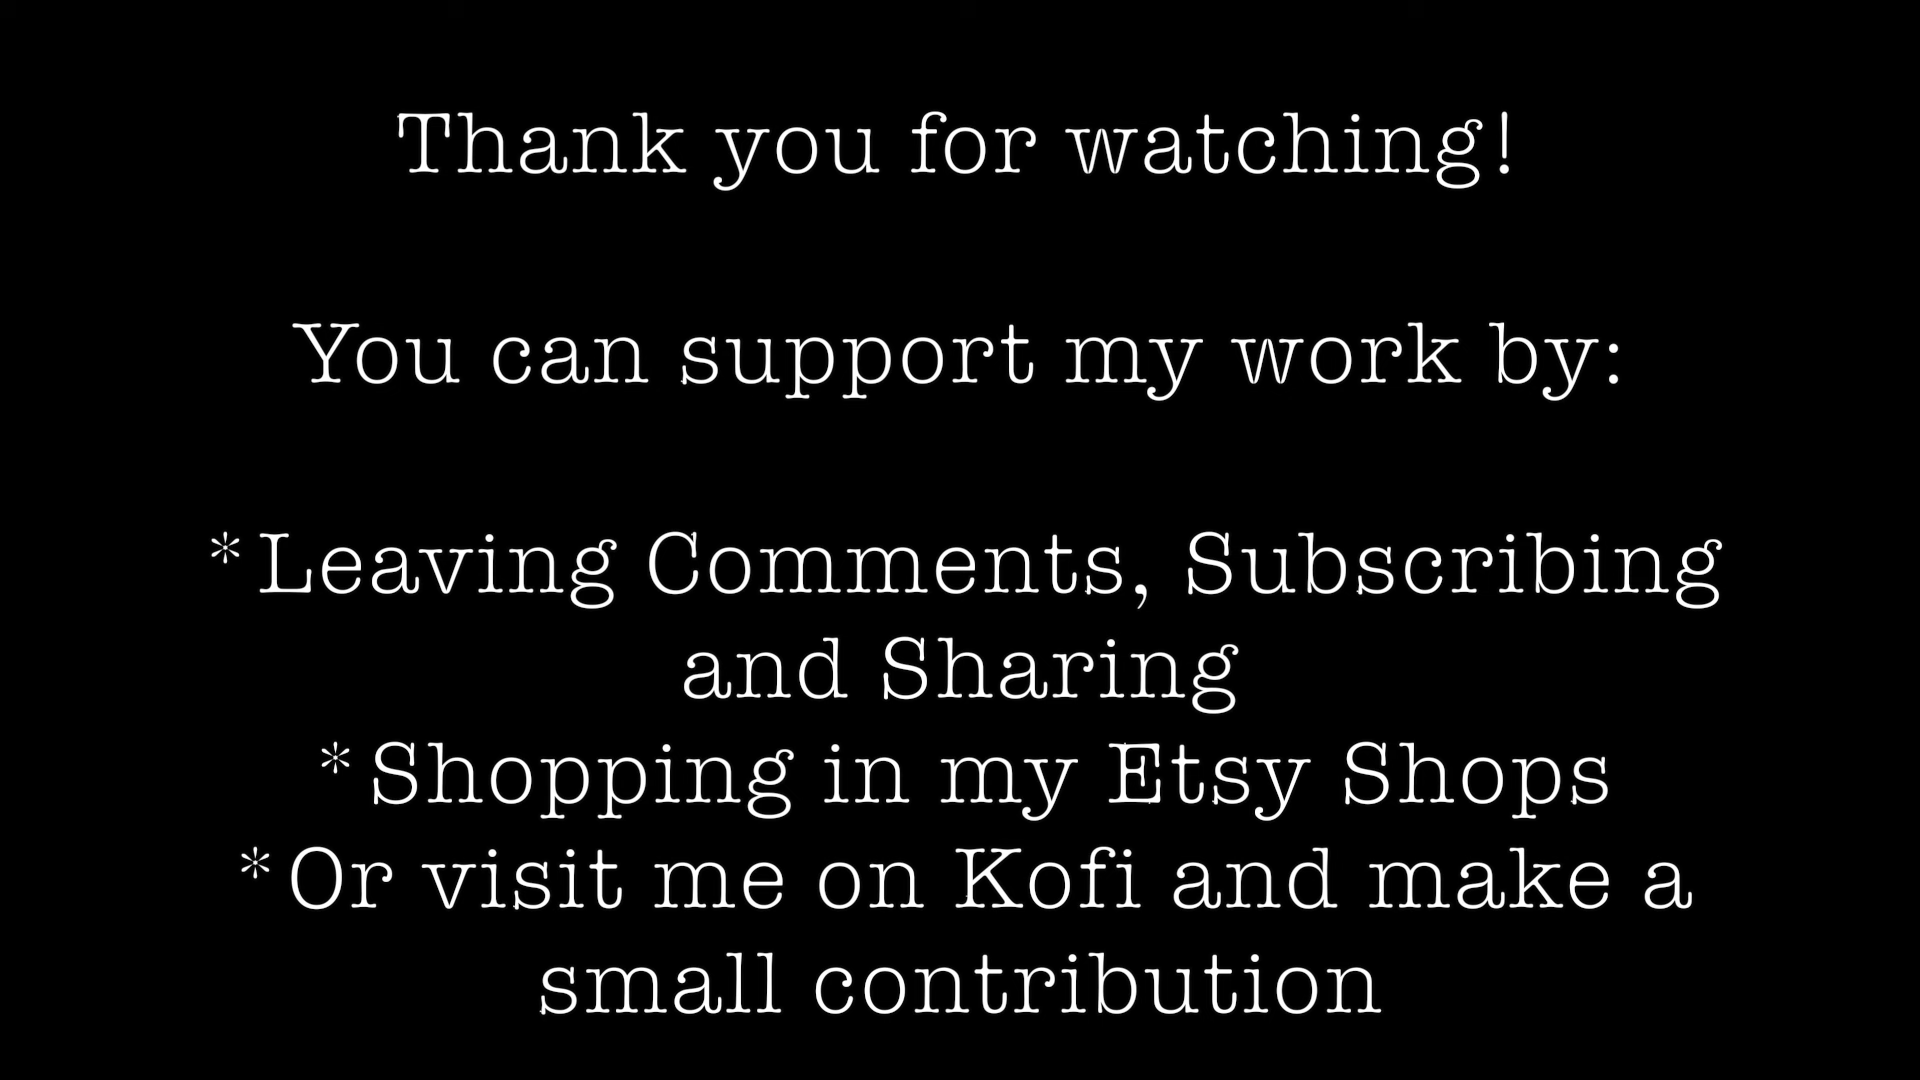 Thank you for watching!
You can support my work by:
*Leaving Comments, Subscribing
and Sharing
*Shopping in my Etsy Shops
*Or visit me on Kofi and make a
small contribution